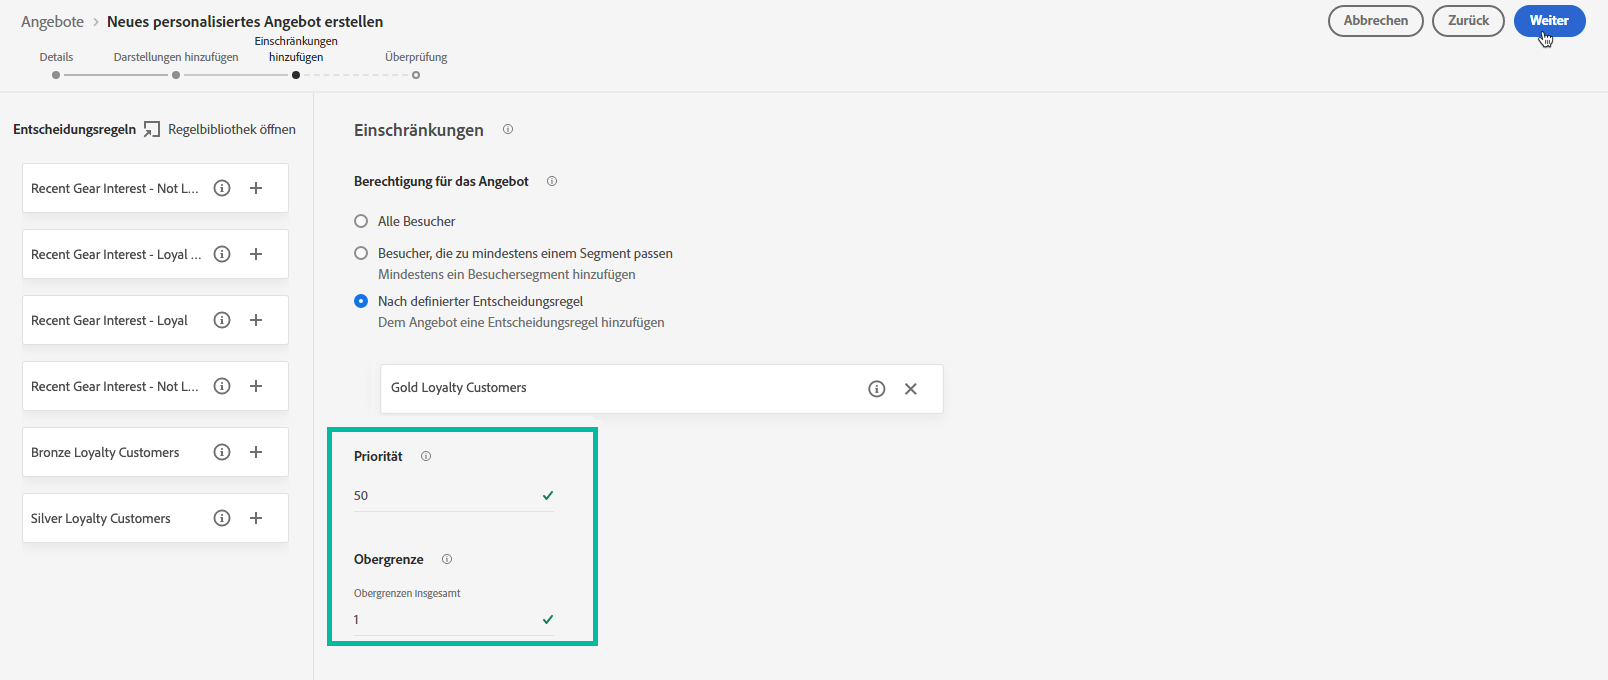 Angebote > Neues personalisiertes Angebot erstellen
Abbrechen
Zurück
Weiter
Details
Darstellungen hinzufügen
Einschränkungen
hinzufügen
Überprüfung
Entscheidungsregeln
Regelbibliothek öffnen
Recent Gear Interest - Not L...
Recent Gear Interest - Loyal ...
Recent Gear Interest - Loyal
Recent Gear Interest - Not L...
Bronze Loyalty Customers
Silver Loyalty Customers
Einschränkungen
Berechtigung für das Angebot
Alle Besucher
Besucher, die zu mindestens einem Segment passen
Mindestens ein Besuchersegment hinzufügen
Nach definierter Entscheidungsregel
Dem Angebot eine Entscheidungsregel hinzufügen
Gold Loyalty Customers
Priorität
50
Obergrenze
Obergrenzen Insgesamt
1